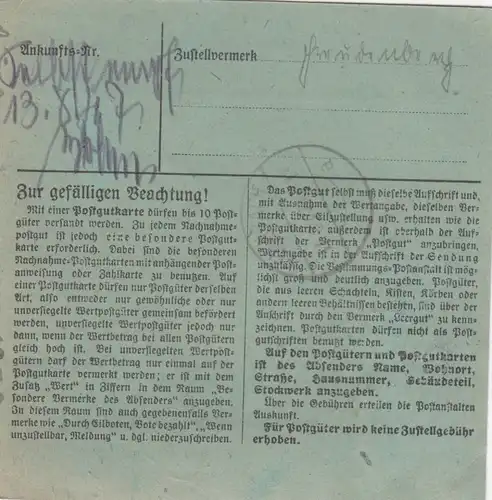 Ankunfts-Nr.
Zustellvermerk
Zur gefälligen Beachtung!
Mit einer Postgutkarte dürfen bis 10 Post-
güter versandt werden. Zu jedem Nachnahme-
postgut ist jedoch eine besondere Postgut-
karte erforderlich. Dabei sind die besonderen
Nachnahme-Postgutkarten mit anhängender Post-
anweisung oder Zahlkarte zu benutzen. Auf
einer Postgutkarte dürfen nur Postgüter derselben
Art, also entweder nur gewöhnliche oder nur
unversiegelte Wertpostgüter gemeinsam befördert
werden, unversiegelte Wertpostgüter jedoch nur
dann, wenn der Wertbetrag bei allen Postgütern
gleich hoch ist. Bei unversiegelten Wertpost-
gütern darf der Wertbetrag nur einmal auf der
Postgutkarte vermerkt werden; er ist mit dem
Zusatz „Wert“ in Ziffern in dem Raum „Be-
sondere Vermerke des Absenders“ anzugeben.
In diesem Raum sind auch gegebenenfalls Ver-
merke wie „Durch Eilboten, Bote bezahlt“, „Wenn
unzustellbar, Meldung“ u. dgl. niederzuschreiben.
Das Postgut selbst muß dieselbe Aufschrift und,
mit Ausnahme der Wertangabe, dieselben Ver-
merke über Eilzustellung usw. erhalten wie die
Postgutkarte, außerdem ist oberhalb der Auf-
schrift der Vermerk „Postgut“ anzubringen.
Wertangabe ist in der Aufschrift der Sendung
unzulässig. Die Bestimmungs-Postanstalt ist mög-
lichst groß und deutlich anzugeben. Postgüter,
die aus leeren Schachteln, Kisten, Körben oder
andern leeren Behältnissen bestehen, sind über der
Anschrift durch den Vermerk „Leergut“ zu kenn-
zeichnen. Postgutkarten dürfen nicht als Post-
gutschriften benutzt werden.
Auf den Postgütern und Postgutkarten
ist des Absenders Name, Wohnort,
Straße, Hausnummer, Gebäudeteil,
Stockwerk anzugeben.
Über die Gebühren erteilen die Postanstalten
Auskunft.
Für Postgüter wird keine Zustellgebühr
erhoben.